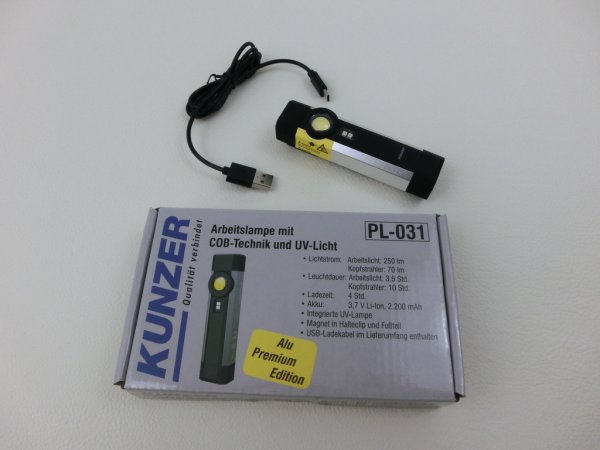 KUNZER
Qualität verbindet
Arbeitslampe mit
COB-Technik und UV-Licht
PL-031
• Lichtstrom: Arbeitslicht: 250 lm
Kopfstrahler: 70 lm
• Leuchtdauer: Arbeitslicht: 3,5 Std.
Kopfstrahler: 10 Std.
• Ladezeit: 4 Std.
• Akku: 3,7 V Li-Ion, 2.200 mAh
• Integrierte UV-Lampe
• Magnet in Halteclip und Fußteil
• USB-Ladekabel im Lieferumfang enthalten
Alu
Premium
Edition